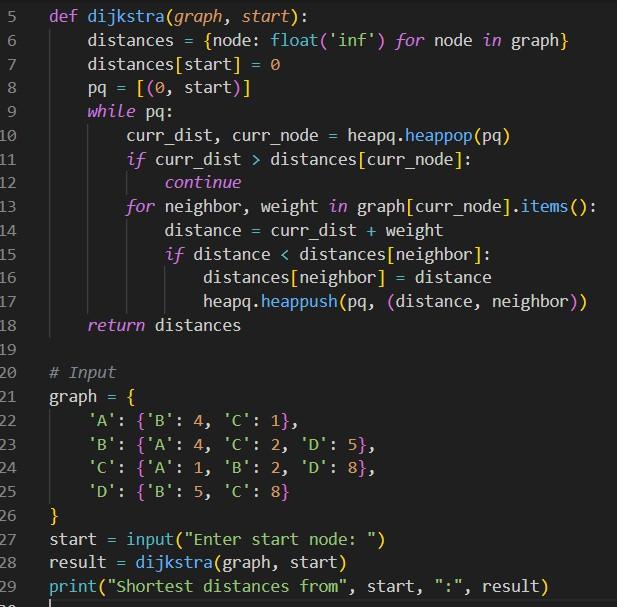 5 def dijkstra(graph, start):
6     distances = {node: float('inf') for node in graph}
7     distances[start] = 0
8     pq = [(0, start)]
9     while pq:
10         curr_dist, curr_node = heapq.heappop(pq)
11         if curr_dist > distances[curr_node]:
12             continue
13         for neighbor, weight in graph[curr_node].items():
14             distance = curr_dist + weight
15             if distance < distances[neighbor]:
16                 distances[neighbor] = distance
17                 heapq.heappush(pq, (distance, neighbor))
18     return distances
19
20 # Input
21 graph = {
22     'A': {'B': 4, 'C': 1},
23     'B': {'A': 4, 'C': 2, 'D': 5},
24     'C': {'A': 1, 'B': 2, 'D': 8},
25     'D': {'B': 5, 'C': 8}
26 }
27 start = input("Enter start node: ")
28 result = dijkstra(graph, start)
29 print("Shortest distances from", start, ":", result)